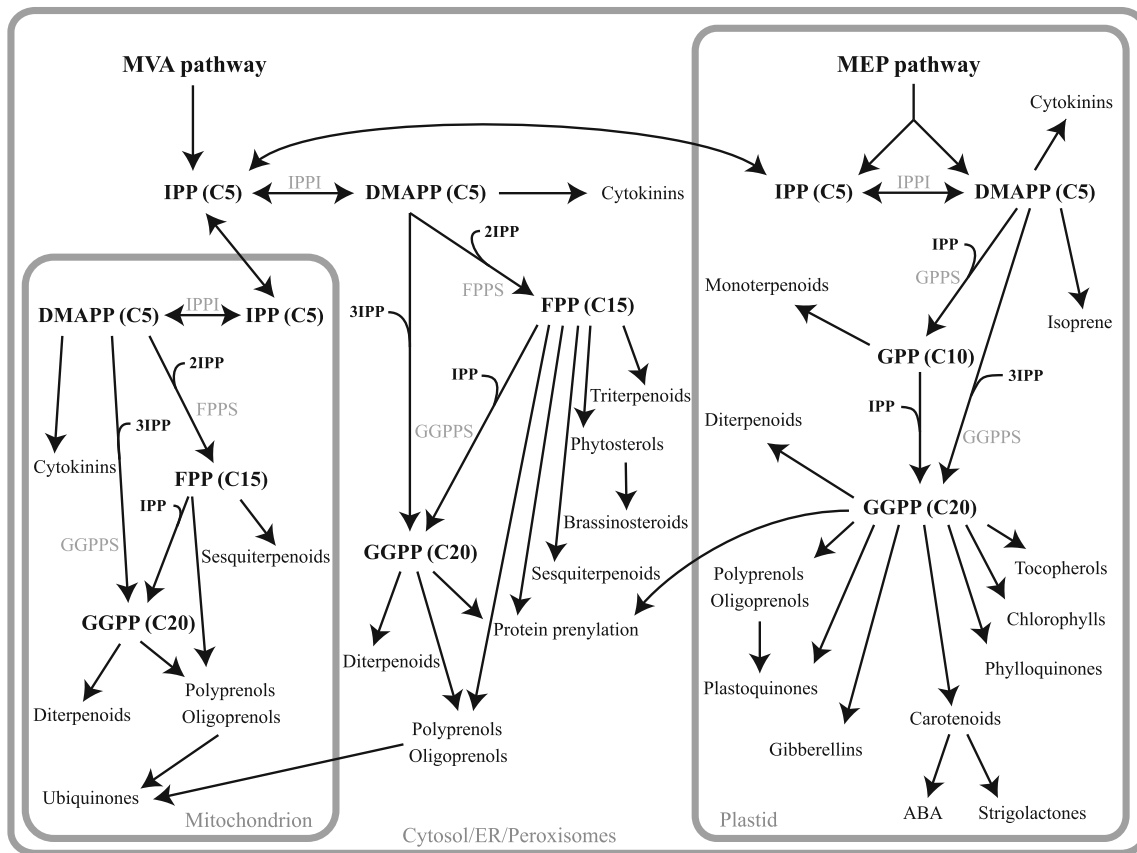 MVA pathway
MEP pathway
Cytokinins
IPP (C5)
IPPI
DMAPP (C5)
Cytokinins
IPP (C5)
IPPI
DMAPP (C5)
2IPP
FPPS
FPP (C15)
3IPP
IPP
GGPPS
Triterpenoids
Phytosterols
Brassinosteroids
Sesquiterpenoids
GGPP (C20)
Protein prenylation
Diterpenoids
Polyprenols
Oligoprenols
DMAPP (C5)
IPPI
IPP (C5)
2IPP
FPPS
3IPP
Cytokinins
FPP (C15)
IPP
GGPPS
Sesquiterpenoids
GGPP (C20)
Diterpenoids
Polyprenols
Oligoprenols
Ubiquinones
Mitochondrion
Cytosol/ER/Peroxisomes
IPP
GPPS
Monoterpenoids
Isoprene
GPP (C10)
3IPP
IPP
GGPPS
Diterpenoids
GGPP (C20)
Polyprenols
Oligoprenols
Tocopherols
Chlorophylls
Phylloquinones
Plastoquinones
Carotenoids
Gibberellins
ABA
Strigolactones
Plastid